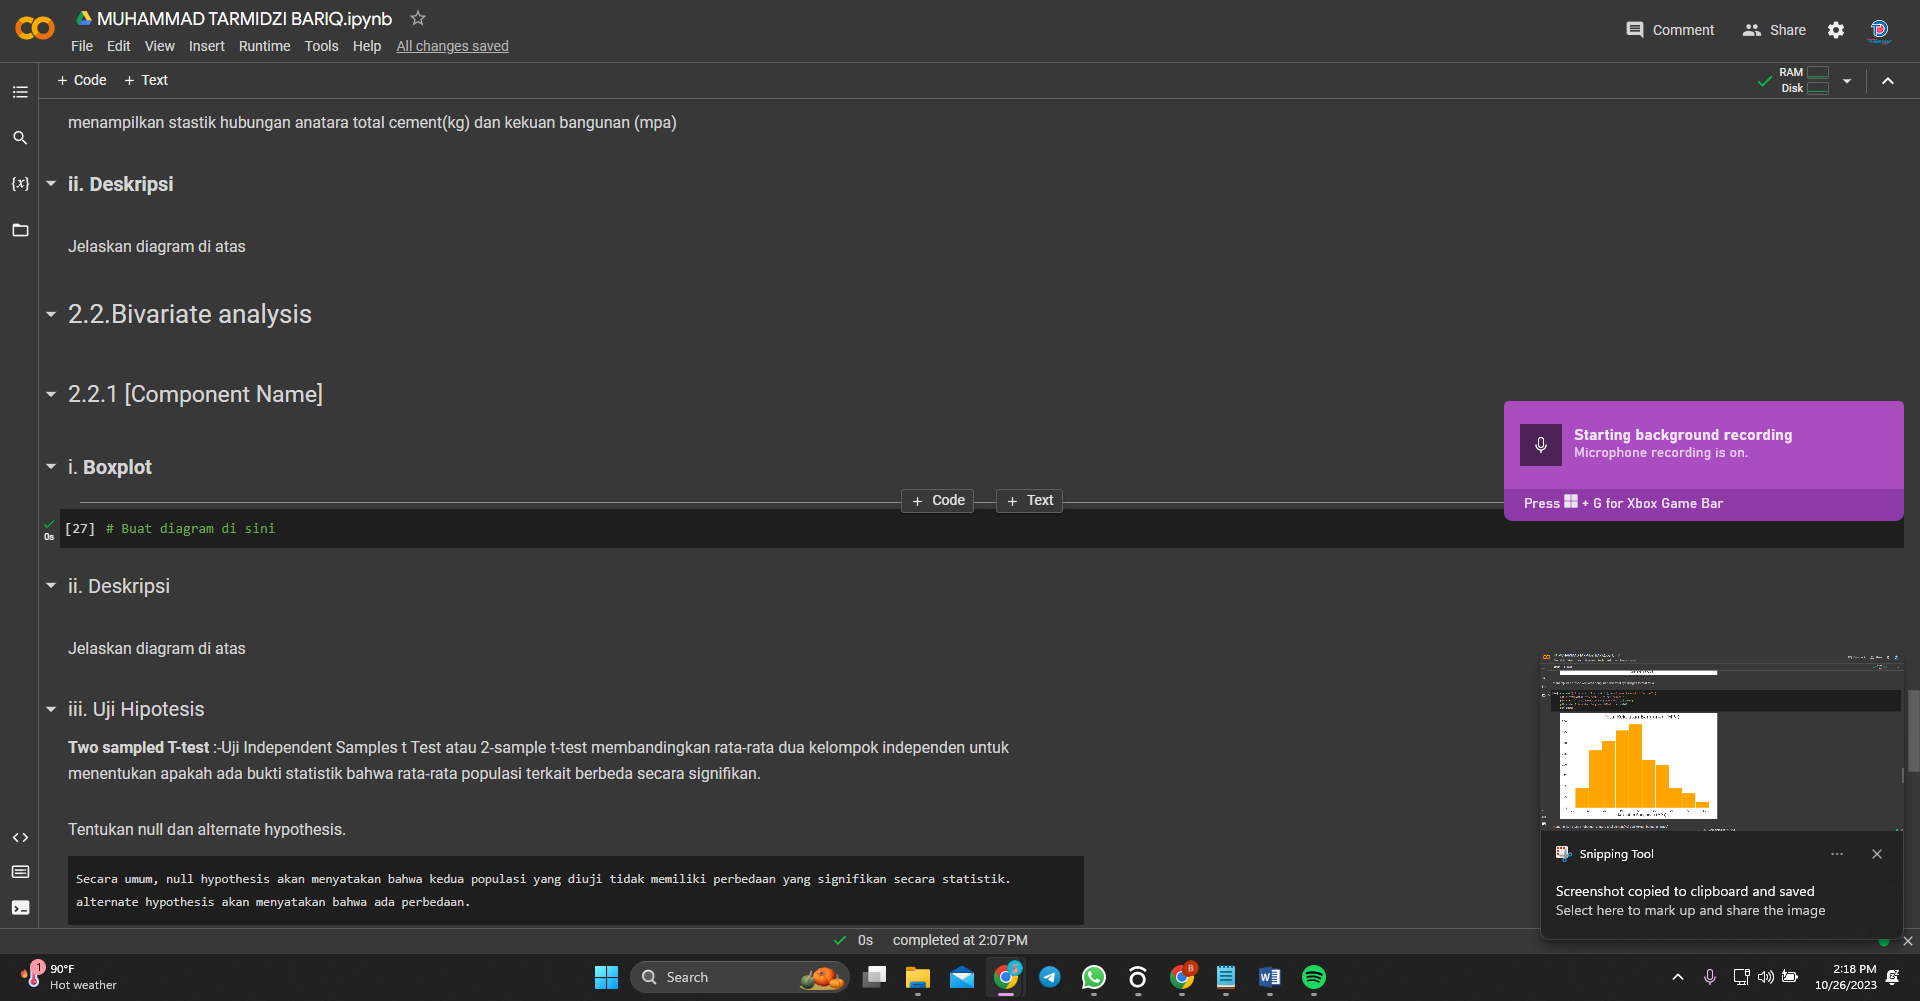 MUHAMMAD TARMIDZI BARIQ.ipynb
File Edit View Insert Runtime Tools Help All changes saved
Comment Share
+ Code + Text
RAM
Disk
menampilkan stastik hubungan anatara total cement(kg) dan kekuan bangunan (mpa)
{x}
ii. Deskripsi
Jelaskan diagram di atas
2.2.Bivariate analysis
2.2.1 [Component Name]
Starting background recording
Microphone recording is on.
Press + G for Xbox Game Bar
i. Boxplot
+ Code + Text
[27] # Buat diagram di sini
0s
ii. Deskripsi
Jelaskan diagram di atas
iii. Uji Hipotesis
Two sampled T-test :-Uji Independent Samples t Test atau 2-sample t-test membandingkan rata-rata dua kelompok independen untuk
menentukan apakah ada bukti statistik bahwa rata-rata populasi terkait berbeda secara signifikan.
Tentukan null dan alternate hypothesis.
Secara umum, null hypothesis akan menyatakan bahwa kedua populasi yang diuji tidak memiliki perbedaan yang signifikan secara statistik.
alternate hypothesis akan menyatakan bahwa ada perbedaan.
Snipping Tool
Screenshot copied to clipboard and saved
Select here to mark up and share the image
0s completed at 2:07 PM
1
90°F
Hot weather
Search
B
2:18 PM
10/26/2023